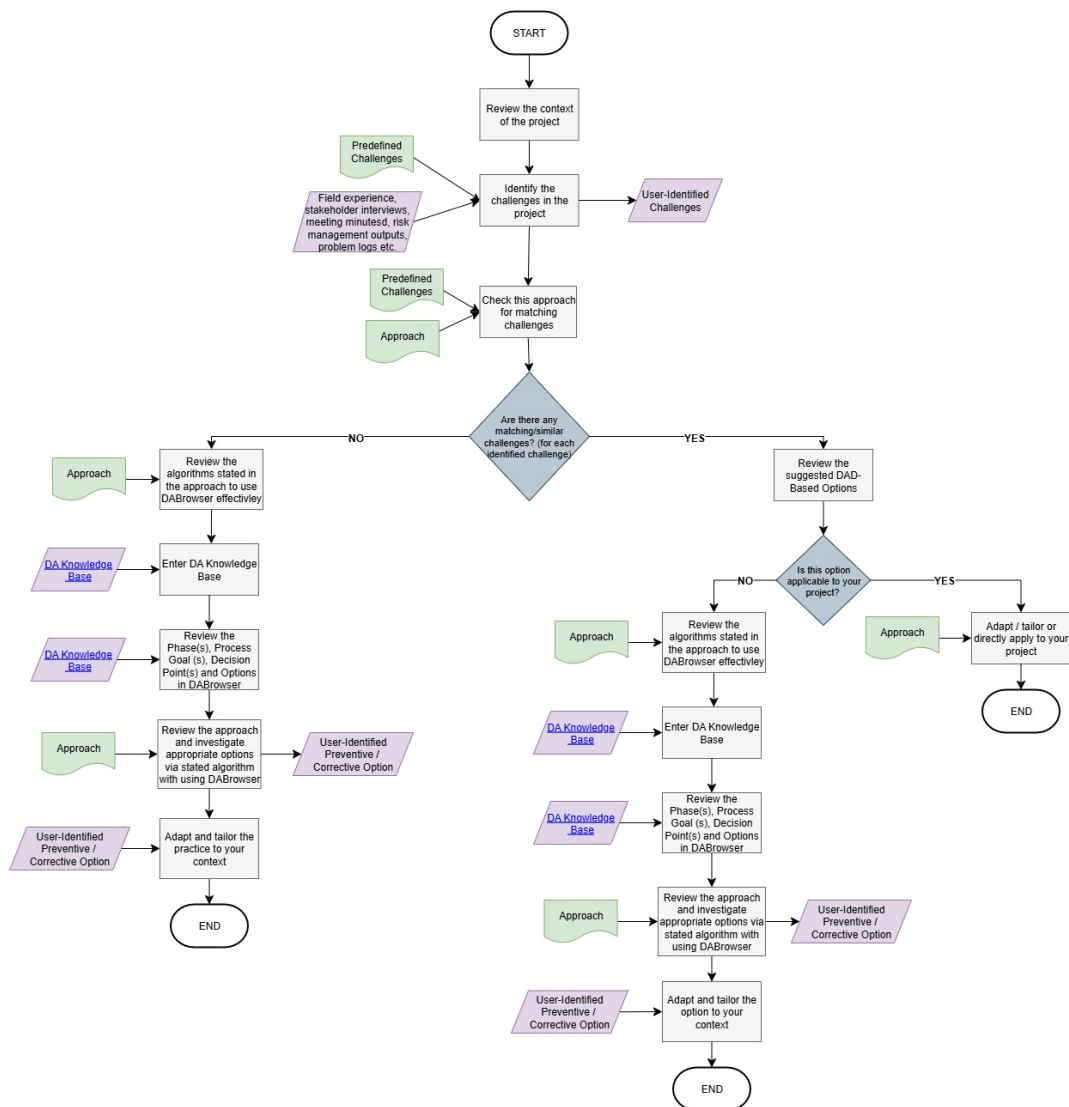 START
Review the context
of the project
Predefined
Challenges
Identify the
challenges in the
project
User-Identified
Challenges
Field experience,
stakeholder interviews,
meeting minutesd, risk
management outputs,
problem logs etc.
Predefined
Challenges
Check this approach
for matching
challenges
Approach
Are there any
matching/similar
challenges? (for each
identified challenge)
NO
YES
Review the
algorithms stated in
the approach to use
DABrowser effectivley
Approach
Review the
suggested DAD-
Based Options
DA Knowledge
Base
Enter DA Knowledge
Base
Is this option
applicable to your
project?
NO
YES
DA Knowledge
Base
Review the
Phase(s), Process
Goal (s), Decision
Point(s) and Options
in DABrowser
Approach
Review the
algorithms stated in
the approach to use
DABrowser effectivley
Approach
Adapt / tailor or
directly apply to your
project
END
Approach
Review the approach
and investigate
appropriate options
via stated algorithm
with using DABrowser
User-Identified
Preventive /
Corrective Option
DA Knowledge
Base
Enter DA Knowledge
Base
User-Identified
Preventive /
Corrective Option
Adapt and tailor the
practice to your
context
END
DA Knowledge
Base
Review the
Phase(s), Process
Goal (s), Decision
Point(s) and Options
in DABrowser
Approach
Review the approach
and investigate
appropriate options via
stated algorithm with
using DABrowser
User-Identified
Preventive /
Corrective Option
User-Identified
Preventive /
Corrective Option
Adapt and tailor the
option to your
context
END